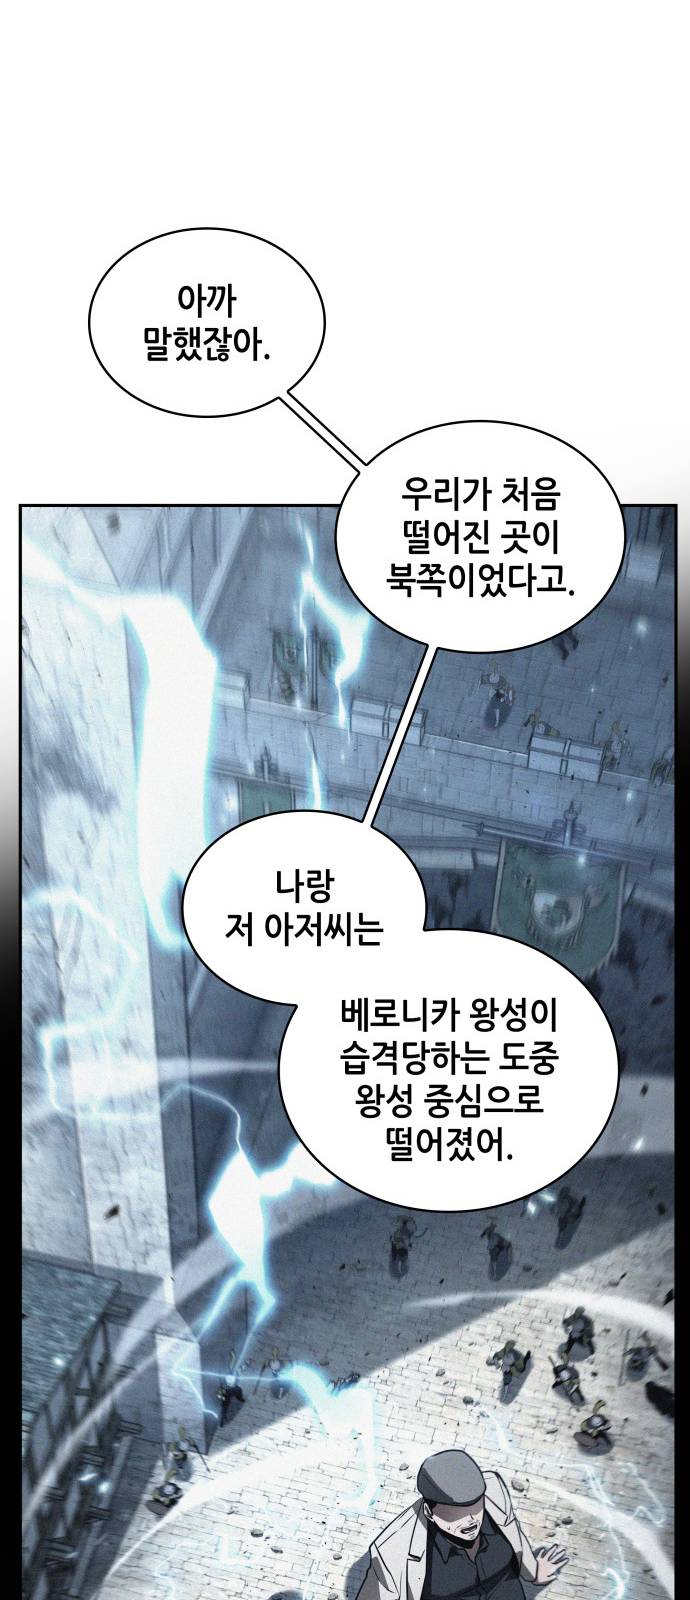 아까
말했잖아.
우리가 처음
떨어진 곳이
북쪽이었다고.
나랑
저 아저씨는
베로니카 왕성이
습격당하는 도중
왕성 중심으로
떨어졌어.